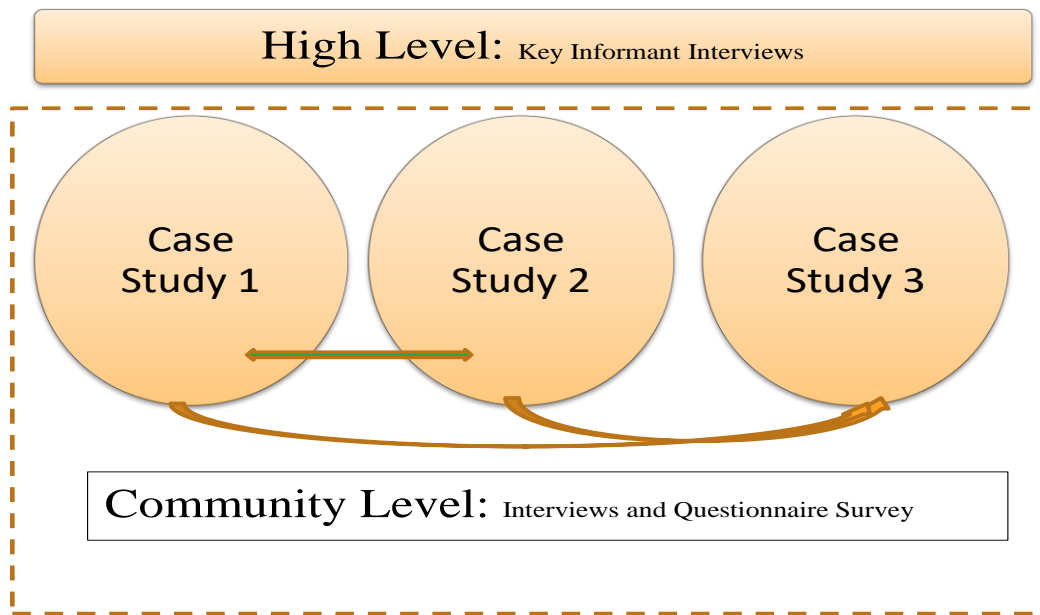 High Level: Key Informant Interviews
Case
Study 1
Case
Study 2
Case
Study 3
Community Level: Interviews and Questionnaire Survey